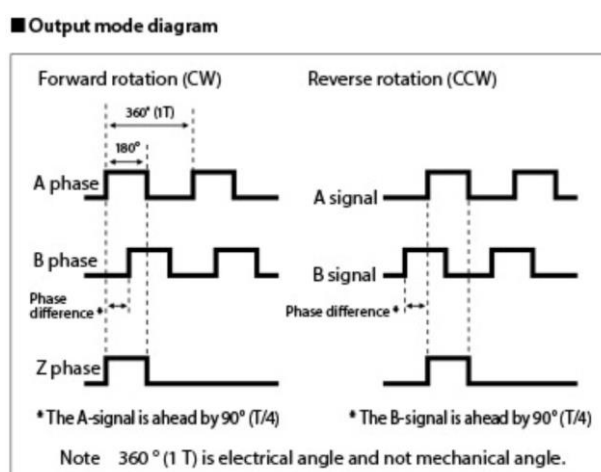 ■ Output mode diagram
Forward rotation (CW)
Reverse rotation (CCW)
360° (1T)
180°
A phase
A signal
B phase
B signal
Phase
difference *
Phase difference *
Z phase
* The A-signal is ahead by 90° (T/4)
* The B-signal is ahead by 90° (T/4)
Note 360 ° (1 T) is electrical angle and not mechanical angle.